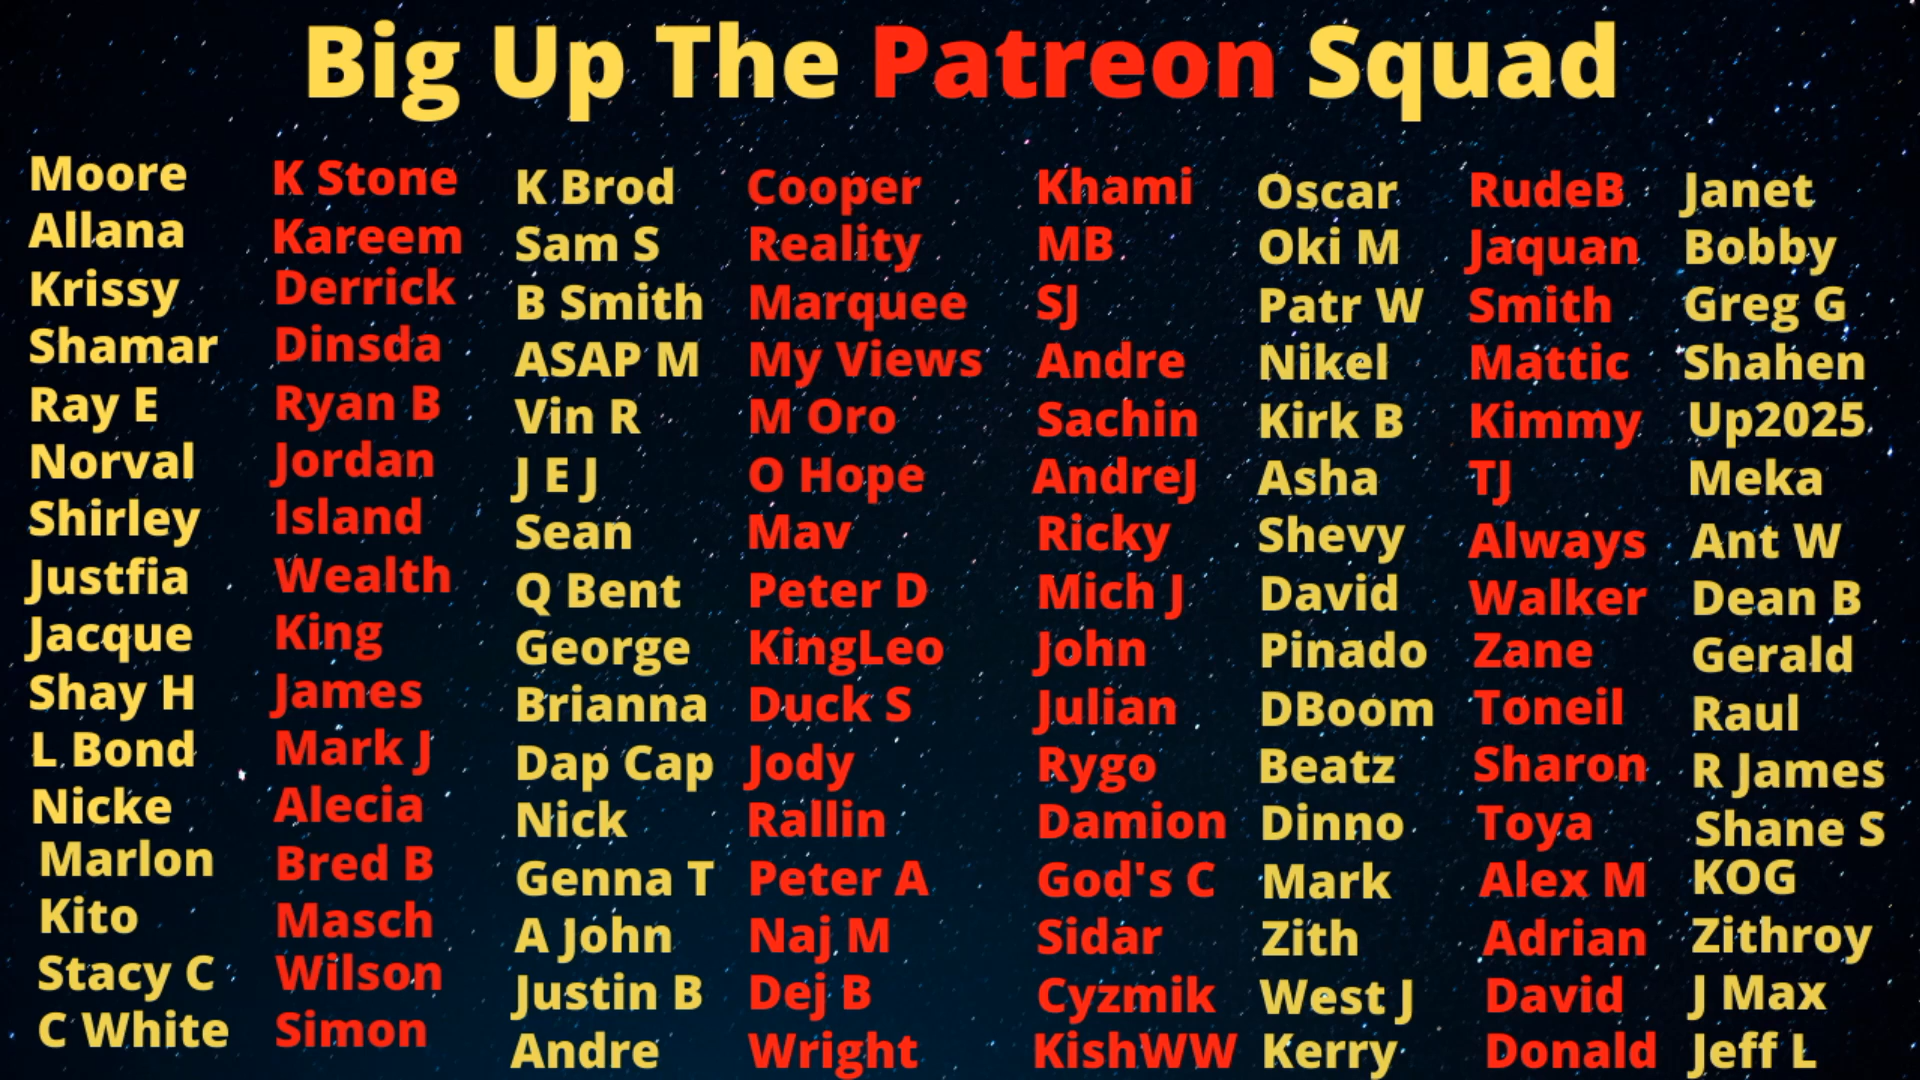 Big Up The Patreon Squad
Moore
Allana
Krissy
Shamar
Ray E
Norval
Shirley
Justfia
Jacque
Shay H
L Bond
Nicke
Marlon
Kito
Stacy C
C White
K Stone
Kareem
Derrick
Dinsda
Ryan B
Jordan
Island
Wealth
King
James
Mark J
Alecia
Bred B
Masch
Wilson
Simon
K Brod
Sam S
B Smith
ASAP M
Vin R
J E J
Sean
Q Bent
George
Brianna
Dap Cap
Nick
Genna T
A John
Justin B
Andre
Cooper
Reality
Marquee
My Views
M Oro
O Hope
Mav
Peter D
KingLeo
Duck S
Jody
Rallin
Peter A
Naj M
Dej B
Wright
Khami
MB
SJ
Andre
Sachin
AndreJ
Ricky
Mich J
John
Julian
Rygo
Damion
God's C
Sidar
Cyzmik
KishWW
Oscar
Oki M
Patr W
Nikel
Kirk B
Asha
Shevy
David
Pinado
DBoom
Beatz
Dinno
Mark
Zith
West J
Kerry
RudeB
Jaquan
Smith
Mattic
Kimmy
TJ
Always
Walker
Zane
Toneil
Sharon
Toya
Alex M
Adrian
David
Donald
Janet
Bobby
Greg G
Shahen
Up2025
Meka
Ant W
Dean B
Gerald
Raul
R James
Shane S
KOG
Zithroy
J Max
Jeff L